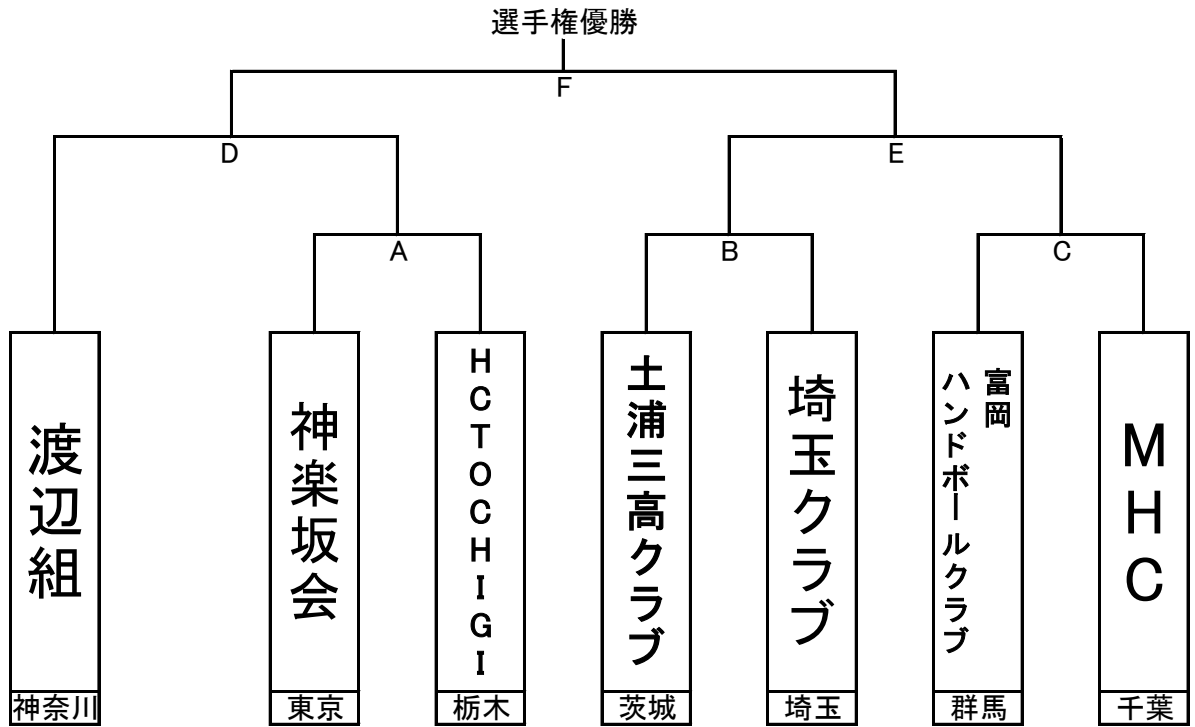 選手権優勝
F
D
E
A
B
C
渡辺組
神楽坂会
HCTOCHIGI
土浦三高クラブ
埼玉クラブ
富岡
ハンドボールクラブ
MHC
神奈川
東京
栃木
茨城
埼玉
群馬
千葉